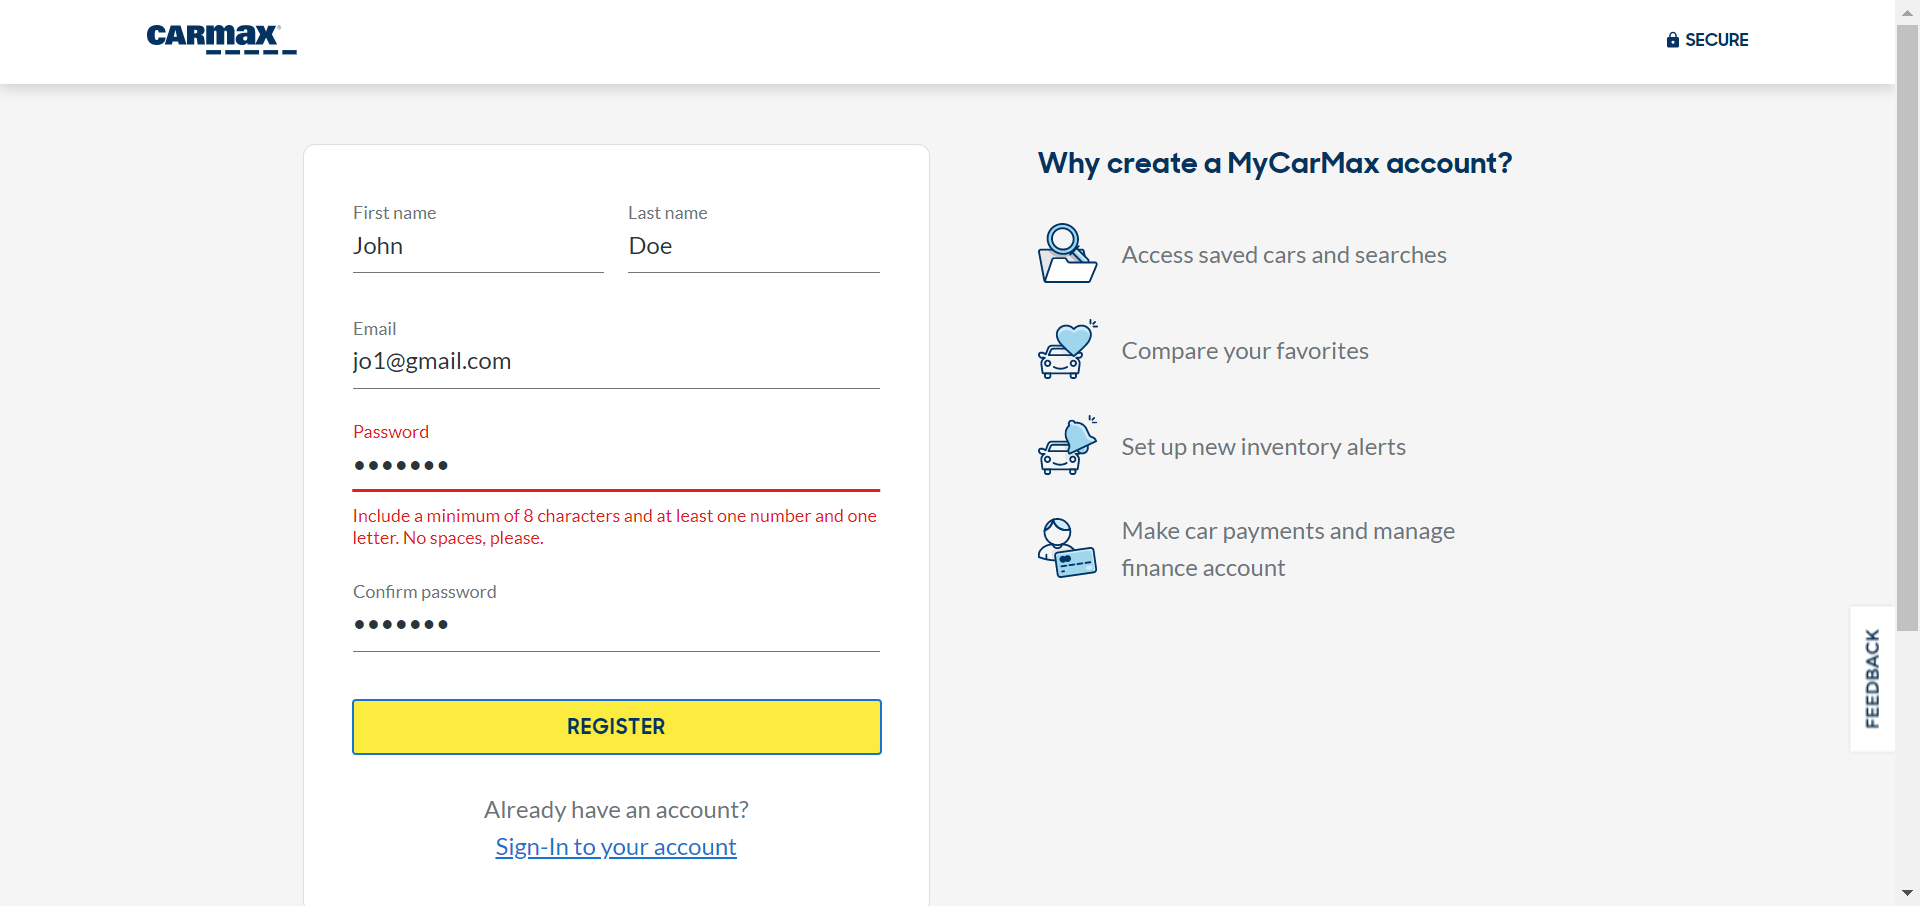 CARMAX
SECURE
First name
John
Last name
Doe
Email
jo1@gmail.com
Password
•••••••
Include a minimum of 8 characters and at least one number and one
letter. No spaces, please.
Confirm password
•••••••
REGISTER
Already have an account?
Sign-In to your account
Why create a MyCarMax account?
Access saved cars and searches
Compare your favorites
Set up new inventory alerts
Make car payments and manage
finance account
FEEDBACK